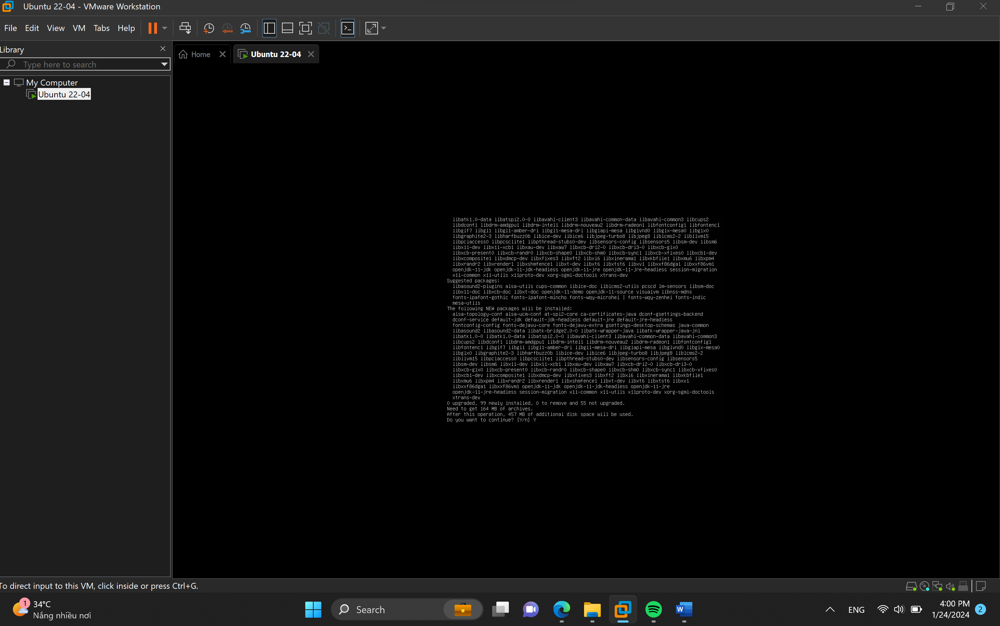 Ubuntu 22-04 - VMware Workstation
File Edit View VM Tabs Help
Library
Type here to search
My Computer
Ubuntu 22-04
Home
Ubuntu 22-04
libatk1.0-data libatspi2.0-0 libavahi-client3 libavahi-common-data libavahi-common3 libcups2
libdconf1 libdrm-amdgpu1 libdrm-intel1 libdrm-nouveau2 libdrm-radeon1 libfontconfig1 libfontenc1
libgif7 libgl1 libgl1-amber-dri libgl1-mesa-dri libglapi-mesa libglvnd0 libglx-mesa0 libglx0
libgraphite2-3 libharfbuzz0b libice-dev libice6 libjpeg-turbo8 libjpeg8 liblcms2-2 libllvm15
libpciaccess0 libpcsclite1 libpthread-stubs0-dev libsensors-config libsensors5 libsm-dev libsm6
libx11-dev libx11-xcb1 libxau-dev libxaw7 libxcb-dri2-0 libxcb-dri3-0 libxcb-glx0
libxcb-present0 libxcb-randr0 libxcb-shape0 libxcb-shm0 libxcb-sync1 libxcb-xfixes0 libxcb1-dev
libxcomposite1 libxdmcp-dev libxfixes3 libxft2 libxi6 libxinerama1 libxkbfile1 libxmu6 libxpm4
libxrandr2 libxrender1 libxshmfence1 libxt-dev libxt6 libxtst6 libxv1 libxxf86dga1 libxxf86vm1
openjdk-11-jdk openjdk-11-jdk-headless openjdk-11-jre openjdk-11-jre-headless session-migration
x11-common x11-utils x11proto-dev xorg-sgml-doctools xtrans-dev
Suggested packages:
libasound2-plugins alsa-utils cups-common libice-doc liblcms2-utils pcscd lm-sensors libsm-doc
libx11-doc libxcb-doc libxt-doc openjdk-11-demo openjdk-11-source visualvm libnss-mdns
fonts-ipafont-gothic fonts-ipafont-mincho fonts-wqy-microhei | fonts-wqy-zenhei fonts-indic
mesa-utils
The following NEW packages will be installed:
alsa-topology-conf alsa-ucm-conf at-spi2-core ca-certificates-java dconf-gsettings-backend
dconf-service default-jdk default-jdk-headless default-jre default-jre-headless
fontconfig-config fonts-dejavu-core fonts-dejavu-extra gsettings-desktop-schemas java-common
libasound2 libasound2-data libatk-bridge2.0-0 libatk-wrapper-java libatk-wrapper-java-jni
libatk1.0-0 libatk1.0-data libatspi2.0-0 libavahi-client3 libavahi-common-data libavahi-common3
libcups2 libdconf1 libdrm-amdgpu1 libdrm-intel1 libdrm-nouveau2 libdrm-radeon1 libfontconfig1
libfontenc1 libgif7 libgl1 libgl1-amber-dri libgl1-mesa-dri libglapi-mesa libglvnd0 libglx-mesa0
libglx0 libgraphite2-3 libharfbuzz0b libice-dev libice6 libjpeg-turbo8 libjpeg8 liblcms2-2
libllvm15 libpciaccess0 libpcsclite1 libpthread-stubs0-dev libsensors-config libsensors5
libsm-dev libsm6 libx11-dev libx11-xcb1 libxau-dev libxaw7 libxcb-dri2-0 libxcb-dri3-0
libxcb-glx0 libxcb-present0 libxcb-randr0 libxcb-shape0 libxcb-shm0 libxcb-sync1 libxcb-xfixes0
libxcb1-dev libxcomposite1 libxdmcp-dev libxfixes3 libxft2 libxi6 libxinerama1 libxkbfile1
libxmu6 libxpm4 libxrandr2 libxrender1 libxshmfence1 libxt-dev libxt6 libxtst6 libxv1
libxxf86dga1 libxxf86vm1 openjdk-11-jdk openjdk-11-jdk-headless openjdk-11-jre
openjdk-11-jre-headless session-migration x11-common x11-utils x11proto-dev xorg-sgml-doctools
xtrans-dev
0 upgraded, 99 newly installed, 0 to remove and 55 not upgraded.
Need to get 164 MB of archives.
After this operation, 457 MB of additional disk space will be used.
Do you want to continue? [Y/n] Y
To direct input to this VM, click inside or press Ctrl+G.
1
34°C
Nắng nhiều nơi
Search
W
ENG
4:00 PM
1/24/2024
2